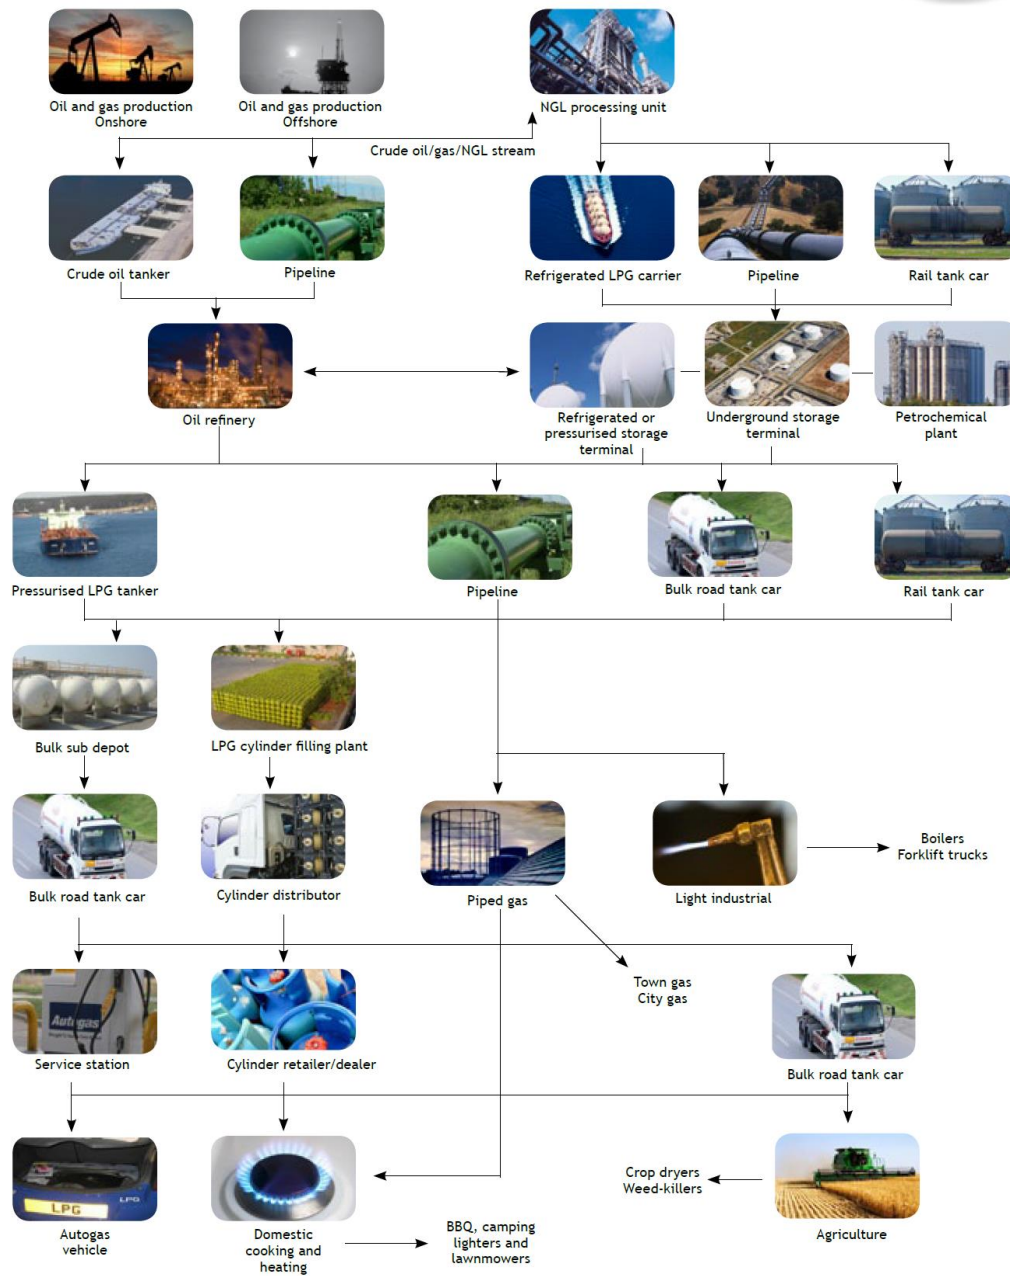 Oil and gas production
Onshore
Oil and gas production
Offshore
NGL processing unit
Crude oil/gas/NGL stream
Crude oil tanker
Pipeline
Refrigerated LPG carrier
Pipeline
Rail tank car
Oil refinery
Refrigerated or
pressurised storage
terminal
Underground storage
terminal
Petrochemical
plant
Pressurised LPG tanker
Pipeline
Bulk road tank car
Rail tank car
Bulk sub depot
LPG cylinder filling plant
Bulk road tank car
Cylinder distributor
Piped gas
Light industrial
Boilers
Forklift trucks
Town gas
City gas
Autogas
Service station
Cylinder retailer/dealer
Bulk road tank car
LPG
LPG
Autogas
vehicle
Domestic
cooking and
heating
BBQ, camping
lighters and
lawnmowers
Crop dryers
Weed-killers
Agriculture